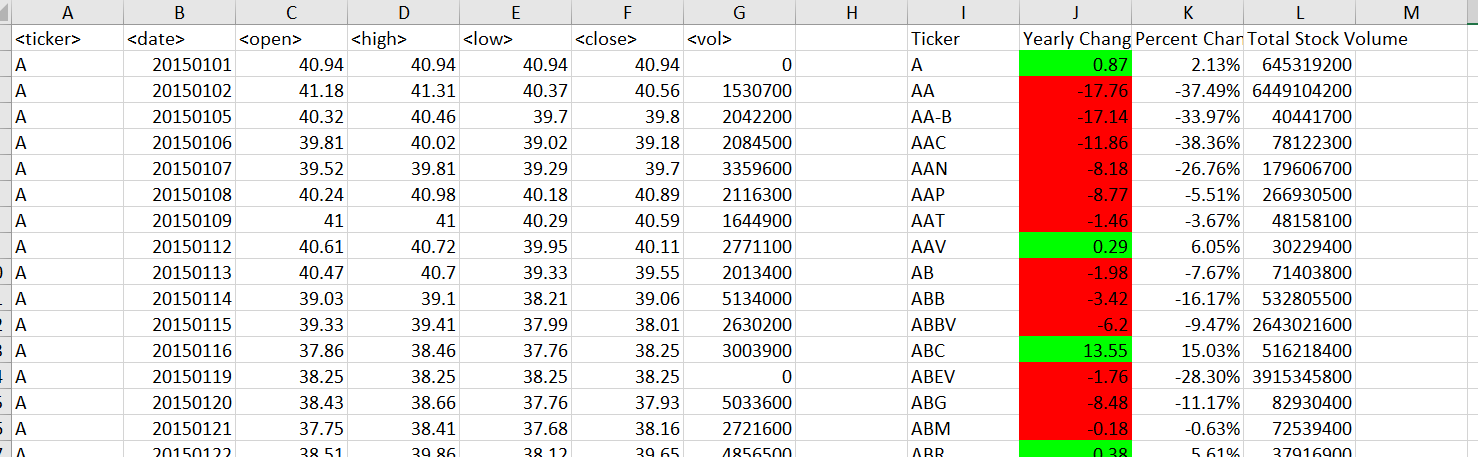 A B C D E F G H I J K L M
<ticker> <date> <open> <high> <low> <close> <vol> Ticker Yearly Chang Percent Chan Total Stock Volume
A 20150101 40.94 40.94 40.94 40.94 0 A 0.87 2.13% 645319200
A 20150102 41.18 41.31 40.37 40.56 1530700 AA -17.76 -37.49% 6449104200
A 20150105 40.32 40.46 39.7 39.8 2042200 AA-B -17.14 -33.97% 40441700
A 20150106 39.81 40.02 39.02 39.18 2084500 AAC -11.86 -38.36% 78122300
A 20150107 39.52 39.81 39.29 39.7 3359600 AAN -8.18 -26.76% 179606700
A 20150108 40.24 40.98 40.18 40.89 2116300 AAP -8.77 -5.51% 266930500
A 20150109 41 41 40.29 40.59 1644900 AAT -1.46 -3.67% 48158100
A 20150112 40.61 40.72 39.95 40.11 2771100 AAV 0.29 6.05% 30229400
A 20150113 40.47 40.7 39.33 39.55 2013400 AB -1.98 -7.67% 71403800
A 20150114 39.03 39.1 38.21 39.06 5134000 ABB -3.42 -16.17% 532805500
A 20150115 39.33 39.41 37.99 38.01 2630200 ABBV -6.2 -9.47% 2643021600
A 20150116 37.86 38.46 37.76 38.25 3003900 ABC 13.55 15.03% 516218400
A 20150119 38.25 38.25 38.25 38.25 0 ABEV -1.76 -28.30% 3915345800
A 20150120 38.43 38.66 37.76 37.93 5033600 ABG -8.48 -11.17% 82930400
A 20150121 37.75 38.41 37.68 38.16 2721600 ABM -0.18 -0.63% 72539400
A 20150122 38.51 39.86 38.12 39.65 4856500 ABR 0.38 5.61% 37916900